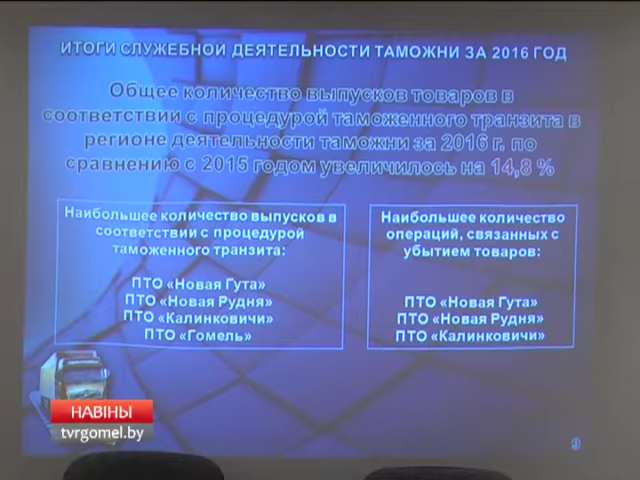 ИТОГИ СЛУЖЕБНОЙ ДЕЯТЕЛЬНОСТИ ТАМОЖНИ ЗА 2016 ГОД
Общее количество выпусков товаров в
соответствии с процедурой таможенного транзита в
регионе деятельности таможни за 2016 г. по
сравнению с 2015 годом увеличилось на 14,8 %
Наибольшее количество выпусков в
соответствии с процедурой
таможенного транзита:
ПТО «Новая Гута»
ПТО «Новая Рудня»
ПТО «Калинковичи»
ПТО «Гомель»
Наибольшее количество
операций, связанных с
убытием товаров:
ПТО «Новая Гута»
ПТО «Новая Рудня»
ПТО «Калинковичи»
НАВІНЫ
tvrgomel.by
9